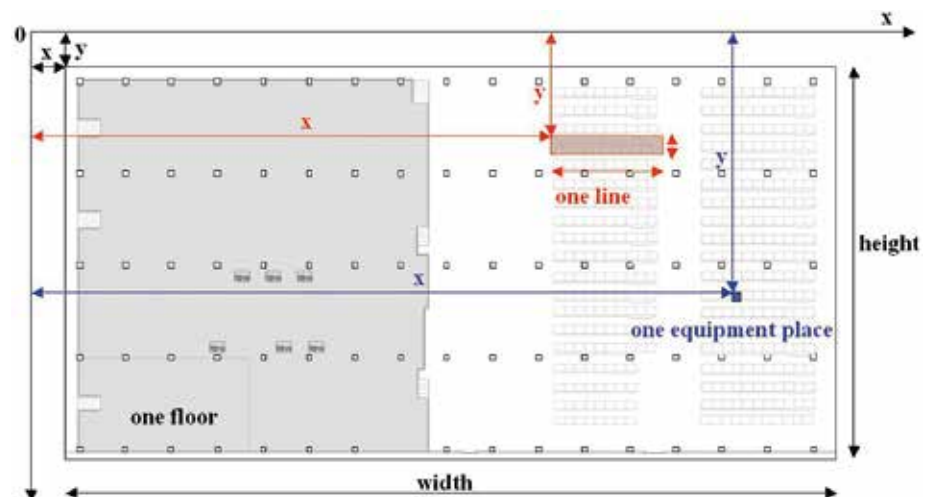 0
x
x
y
y
x
y
one line
height
x
one equipment place
one floor
width